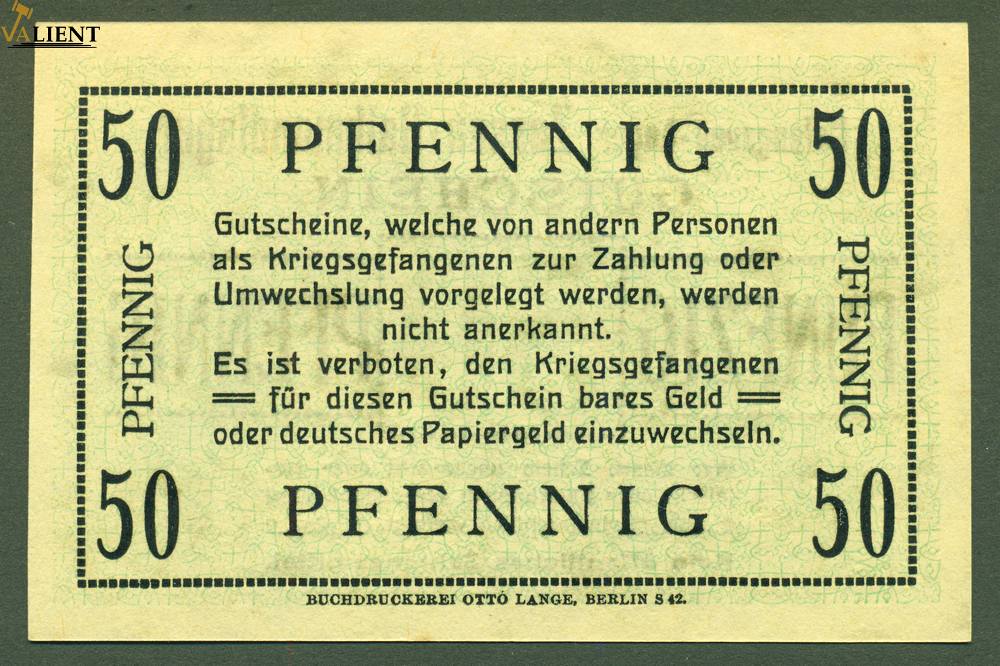 VALIENT
50 PFENNIG 50
Gutscheine, welche von andern Personen
als Kriegsgefangenen zur Zahlung oder
Umwechslung vorgelegt werden, werden
nicht anerkannt.
Es ist verboten, den Kriegsgefangenen
für diesen Gutschein bares Geld
oder deutsches Papiergeld einzuwechseln.
PFENNIG
PFENNIG
50 PFENNIG 50
BUCHDRUCKEREI OTTO LANGE, BERLIN S 42.